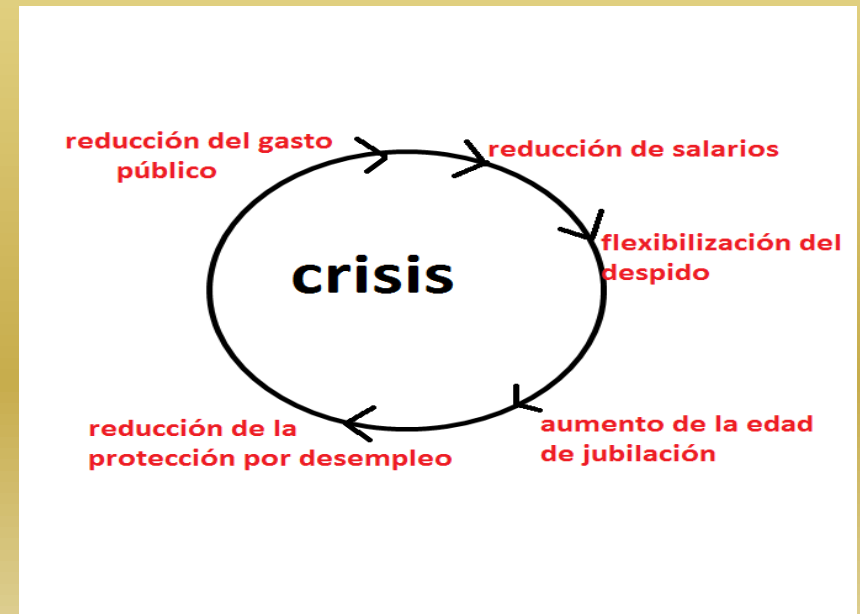 reducción del gasto
público
reducción de salarios
flexibilización del
despido
crisis
aumento de la edad
de jubilación
reducción de la
protección por desempleo